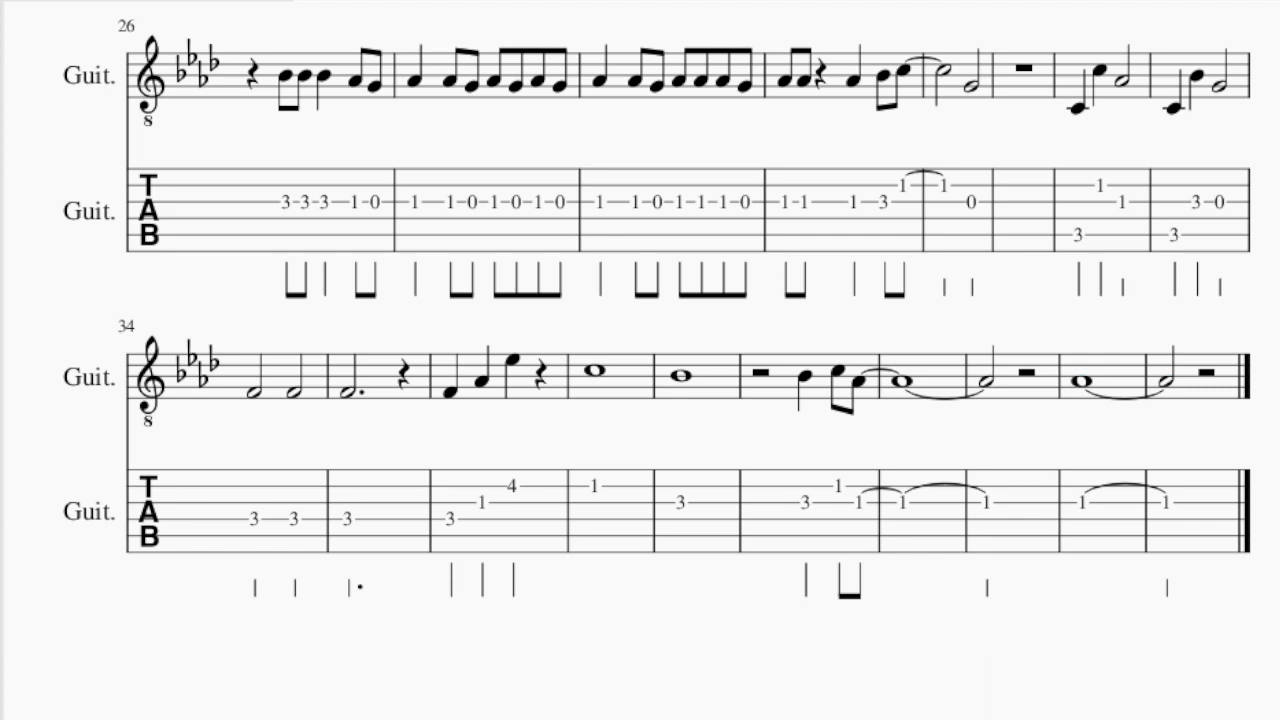 26
Guit.
8
Guit. TAB 3-3-3 1-0 1 1-0-1-0-1-0 1 1-0-1-1-1-0 1-1 1 3 1 1 0 3 1 1 3 3-0
34
Guit.
8
Guit. TAB 3 3 3 3 1 4 1 3 3 1 1 1 1 1 1